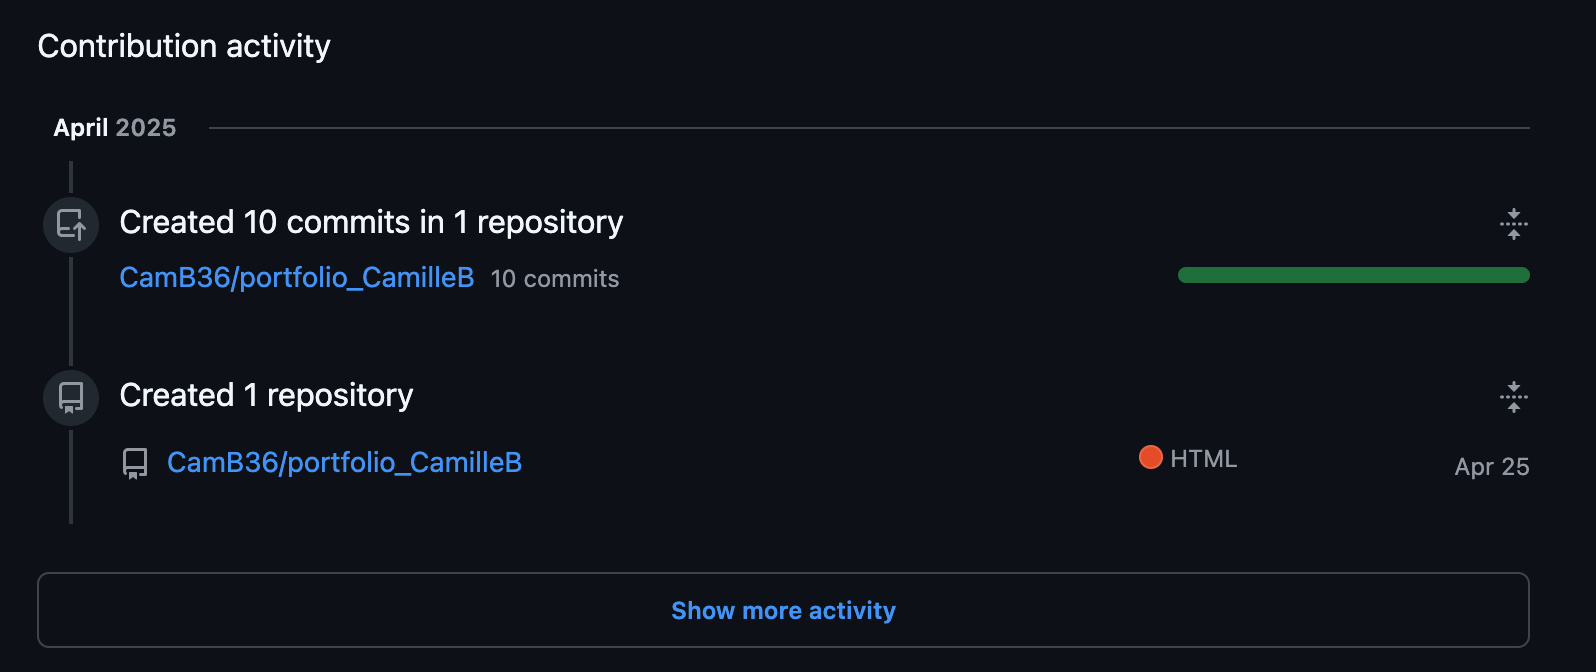 Contribution activity
April 2025
Created 10 commits in 1 repository
CamB36/portfolio_CamilleB 10 commits
Created 1 repository
CamB36/portfolio_CamilleB HTML Apr 25
Show more activity